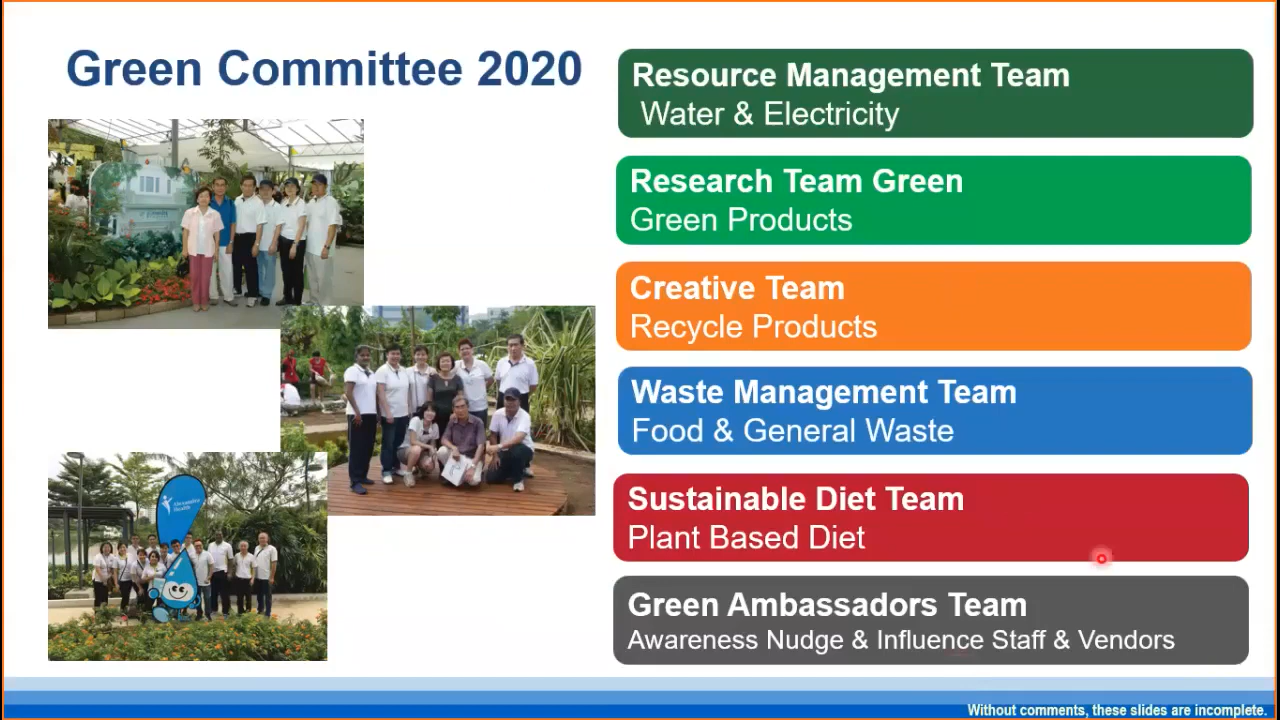 Green Committee 2020
Resource Management Team
Water & Electricity
Research Team Green
Green Products
Creative Team
Recycle Products
Waste Management Team
Food & General Waste
Sustainable Diet Team
Plant Based Diet
Green Ambassadors Team
Awareness Nudge & Influence Staff & Vendors
Alexandra
Health
Without comments, these slides are incomplete.